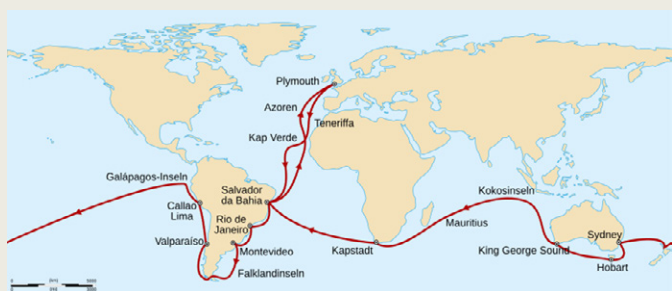 Plymouth
Azoren
Teneriffa
Kap Verde
Galápagos-Inseln
Salvador
da Bahia
Kokosinseln
Callao
Lima
Rio de
Janeiro
Mauritius
Sydney
Valparaíso
Montevideo
Kapstadt
King George Sound
Falklandinseln
Hobart